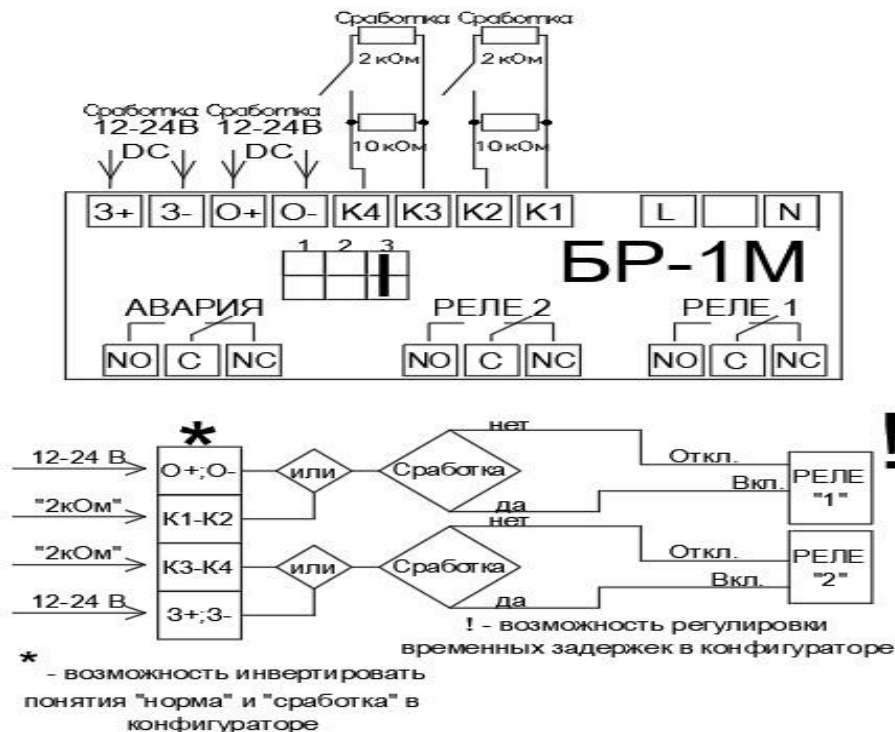 Сработка Сработка
2 кОм 2 кОм
Сработка Сработка
12-24В 12-24В
DC DC
10 кОм 10 кОм
З+ З- О+ О- К4 К3 К2 К1 L N
1 2 3
БР-1М
АВАРИЯ РЕЛЕ 2 РЕЛЕ 1
NO C NC NO C NC NO C NC
* !
нет
12-24 В О+;О- или Сработка Откл. РЕЛЕ "1"
Вкл.
"2кОм" К1-К2 да
нет
"2кОм" К3-К4 или Сработка Откл. РЕЛЕ "2"
Вкл.
12-24 В З+;З- да
! - возможность регулировки
временных задержек в конфигураторе
* - возможность инвертировать
понятия "норма" и "сработка" в
конфигураторе